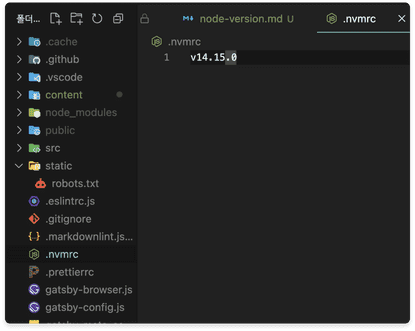 폴더...
node-version.md U
.nvmrc
.nvmrc
1 v14.15.0
.cache
.github
.vscode
content
node_modules
public
src
static
robots.txt
.eslintrc.js
.gitignore
.markdownlint.js...
.nvmrc
.prettierrc
gatsby-browser.js
gatsby-config.js